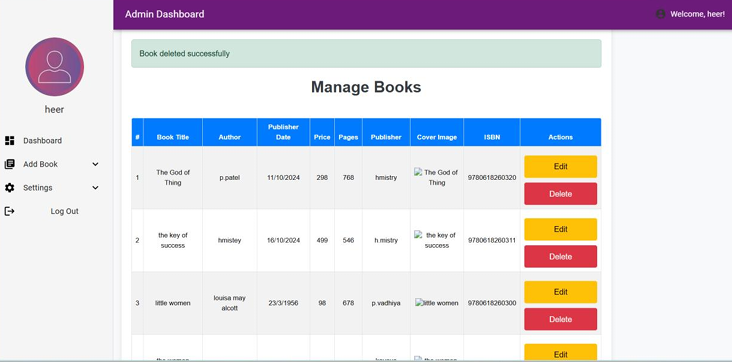 Admin Dashboard
Welcome, heer!
heer
Dashboard
Add Book
Settings
Log Out
Book deleted successfully
Manage Books
# Book Title Author Publisher Date Price Pages Publisher Cover Image ISBN Actions
1 The God of Thing p.patel 11/10/2024 298 768 hmistry The God of Thing 9780618260320 Edit
Delete
2 the key of success hmistey 16/10/2024 499 546 h.mistry the key of success 9780618260311 Edit
Delete
3 little women louisa may alcott 23/3/1956 98 678 p.vadhiya little women 9780618260300 Edit
Delete
Edit